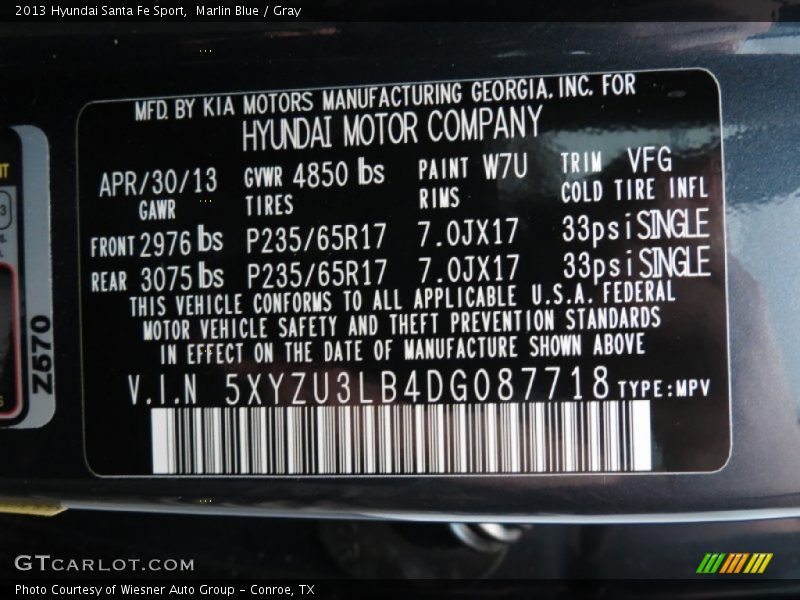 2013 Hyundai Santa Fe Sport, Marlin Blue / Gray
MFD. BY KIA MOTORS MANUFACTURING GEORGIA, INC. FOR
HYUNDAI MOTOR COMPANY
APR/30/13 GVWR 4850 lbs PAINT W7U TRIM VFG
GAWR TIRES RIMS COLD TIRE INFL
FRONT 2976 lbs P235/65R17 7.0JX17 33psi SINGLE
REAR 3075 lbs P235/65R17 7.0JX17 33psi SINGLE
THIS VEHICLE CONFORMS TO ALL APPLICABLE U.S.A. FEDERAL
MOTOR VEHICLE SAFETY AND THEFT PREVENTION STANDARDS
IN EFFECT ON THE DATE OF MANUFACTURE SHOWN ABOVE
V.I.N 5XYZU3LB4DG087718 TYPE:MPV
Z670
GTCARLOT.COM
Photo Courtesy of Wiesner Auto Group - Conroe, TX